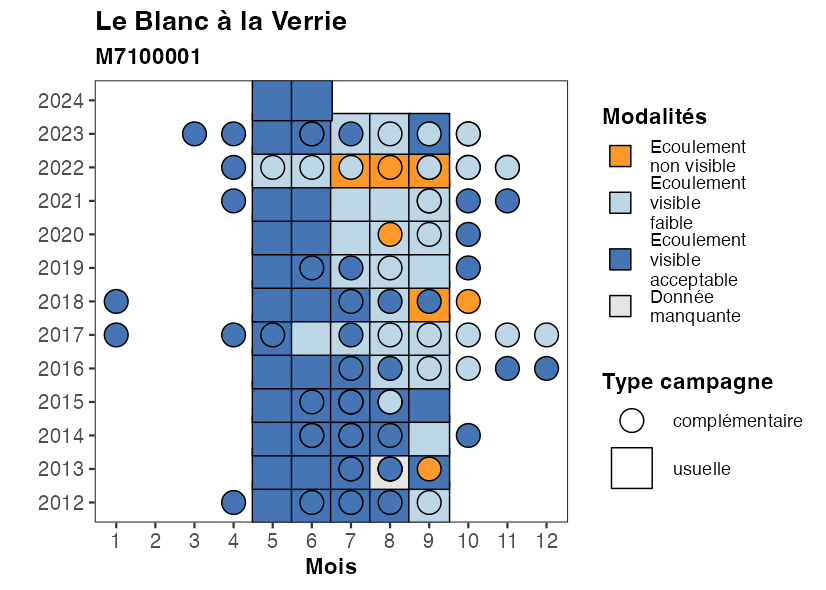 Le Blanc à la Verrie
M7100001
2024
2023
2022
2021
2020
2019
2018
2017
2016
2015
2014
2013
2012
1 2 3 4 5 6 7 8 9 10 11 12
Mois
Modalités
Ecoulement
non visible
Ecoulement
visible
faible
Ecoulement
visible
acceptable
Donnée
manquante
Type campagne
complémentaire
usuelle